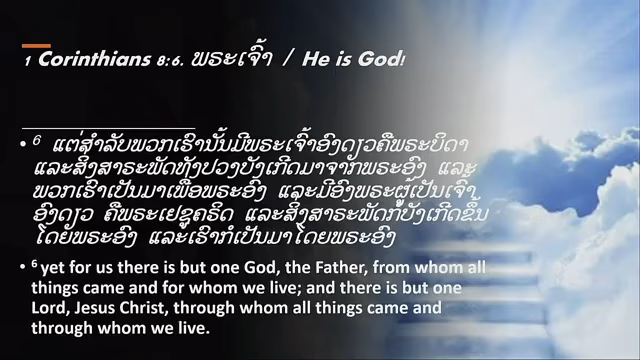 1 Corinthians 8:6. ພຣະເຈົ້າ / He is God!
• 6 ແຕ່ສຳລັບພວກເຮົານັ້ນມີພຣະເຈົ້າອົງດຽວຄືພຣະບິດາ
ແລະສິ່ງສາຣະພັດທັງປວງບັງເກີດມາຈາກພຣະອົງ ແລະ
ພວກເຮົາເປັນມາເພື່ອພຣະອົງ ແລະມີອົງພຣະຜູ້ເປັນເຈົ້າ
ອົງດຽວ ຄືພຣະເຢຊູຄຣິດ ແລະສິ່ງສາຣະພັດກໍບັງເກີດຂຶ້ນ
ໂດຍພຣະອົງ ແລະເຮົາກໍເປັນມາໂດຍພຣະອົງ
• 6 yet for us there is but one God, the Father, from whom all
things came and for whom we live; and there is but one
Lord, Jesus Christ, through whom all things came and
through whom we live.